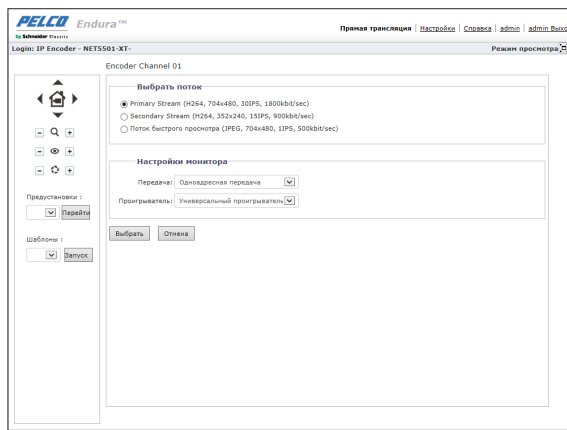 PELCO Endura™
by Schneider Electric
Прямая трансляция | Настройки | Справка | admin | admin Выхо
Login: IP Encoder - NET5501-XT-
Режим просмотра
Encoder Channel 01
Выбрать поток
Primary Stream (H264, 704x480, 30IPS, 1800kbit/sec)
Secondary Stream (H264, 352x240, 15IPS, 900kbit/sec)
Поток быстрого просмотра (JPEG, 704x480, 1IPS, 500kbit/sec)
Настройки монитора
Передача: Одноадресная передача
Проигрыватель: Универсальный проигрыватель
Выбрать Отмена
Предустановки :
Перейти
Шаблоны :
Запуск